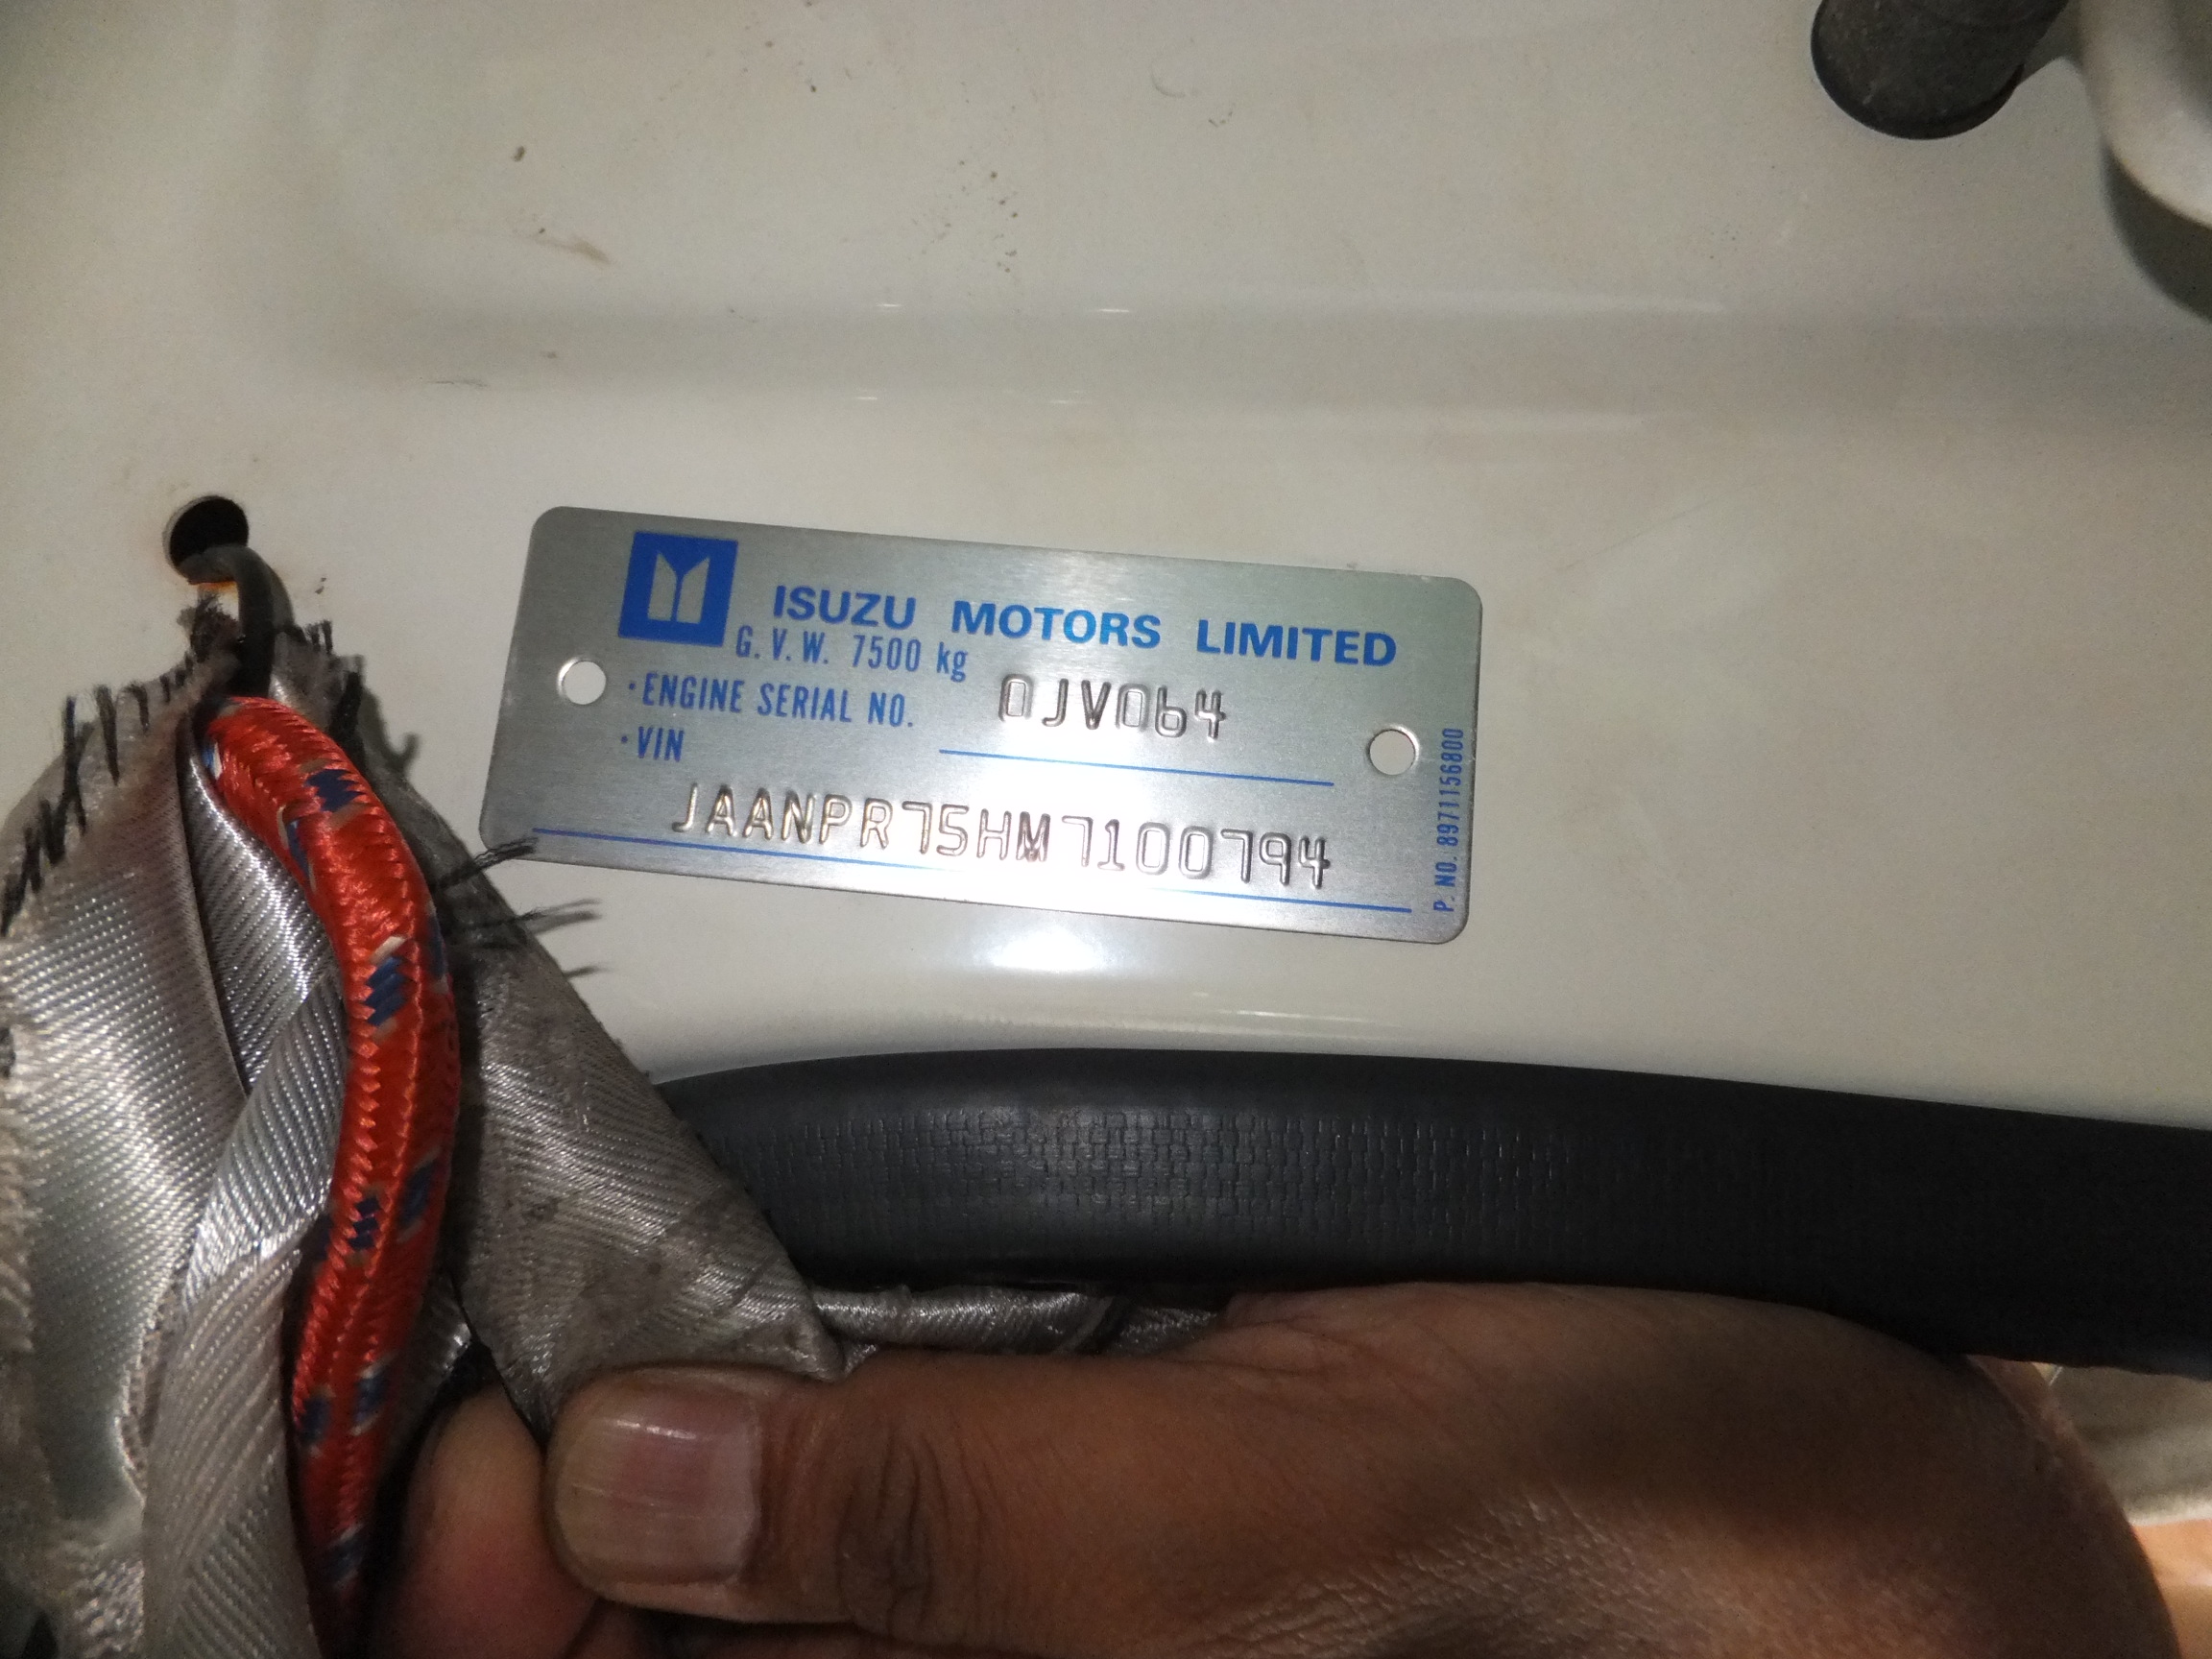 ISUZU MOTORS LIMITED
G.V.W. 7500 kg
·ENGINE SERIAL NO. 0JV064
·VIN
JAANPR75HM7100794
P. NO. 8971156800